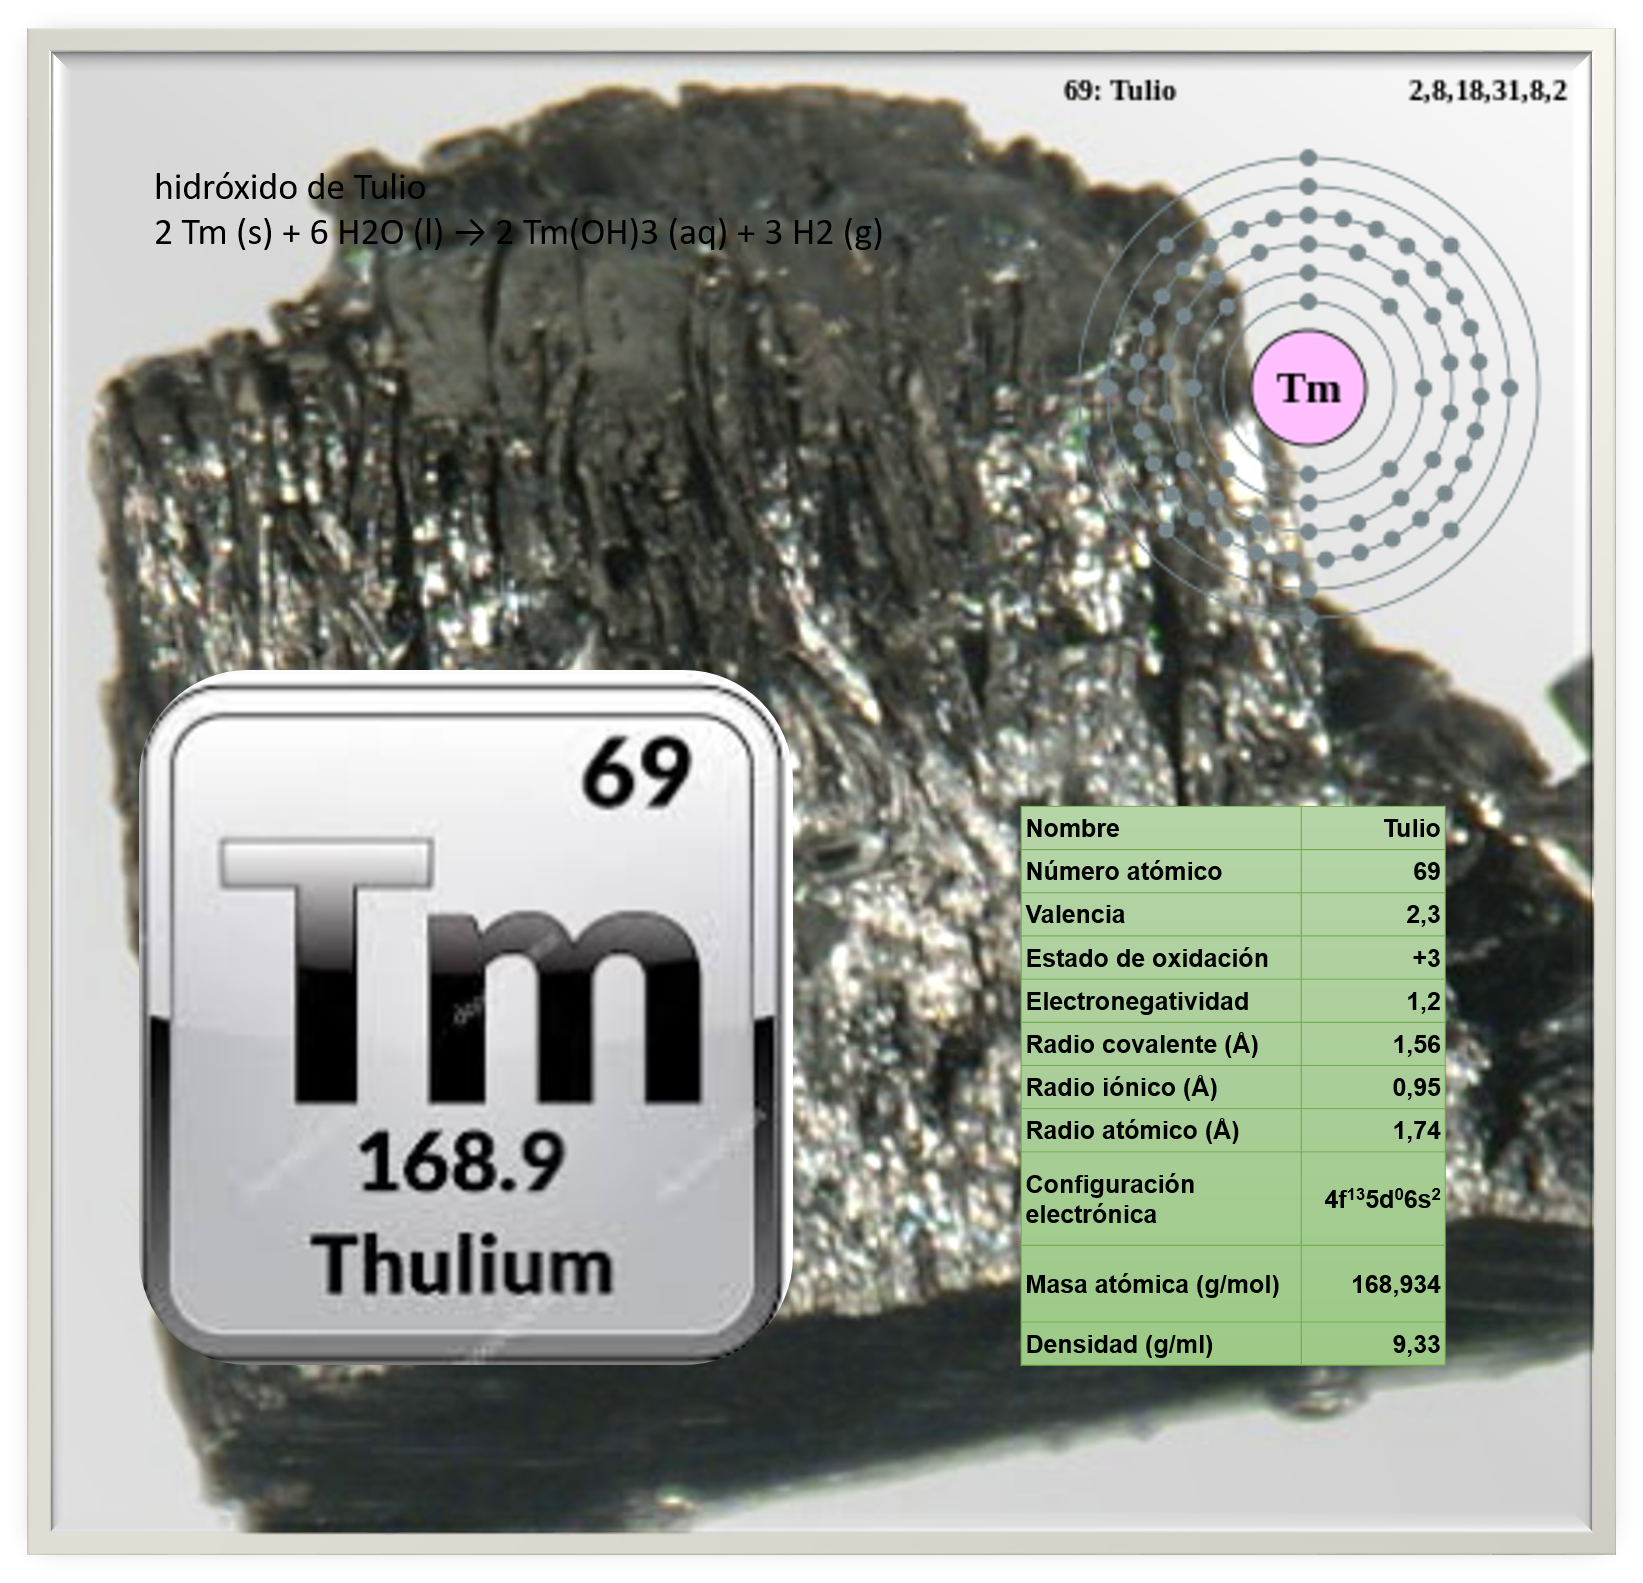 69: Tulio 2,8,18,31,8,2
hidróxido de Tulio
2 Tm (s) + 6 H2O (l) → 2 Tm(OH)3 (aq) + 3 H2 (g)
Tm
69
Tm
168.9
Thulium
Nombre Tulio
Número atómico 69
Valencia 2,3
Estado de oxidación +3
Electronegatividad 1,2
Radio covalente (Å) 1,56
Radio iónico (Å) 0,95
Radio atómico (Å) 1,74
Configuración
electrónica 4f¹³5d⁰6s²
Masa atómica (g/mol) 168,934
Densidad (g/ml) 9,33